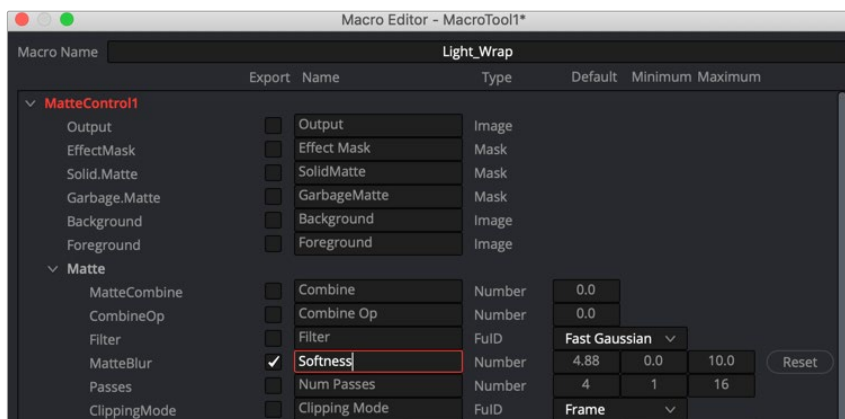 Macro Editor - MacroTool1*
Macro Name Light_Wrap
Export Name Type Default Minimum Maximum
MatteControl1
Output Output Image
EffectMask Effect Mask Mask
Solid.Matte SolidMatte Mask
Garbage.Matte GarbageMatte Mask
Background Background Image
Foreground Foreground Image
Matte
MatteCombine Combine Number 0.0
CombineOp Combine Op Number 0.0
Filter Filter FuID Fast Gaussian
MatteBlur Softness Number 4.88 0.0 10.0 Reset
Passes Num Passes Number 4 1 16
ClippingMode Clipping Mode FuID Frame